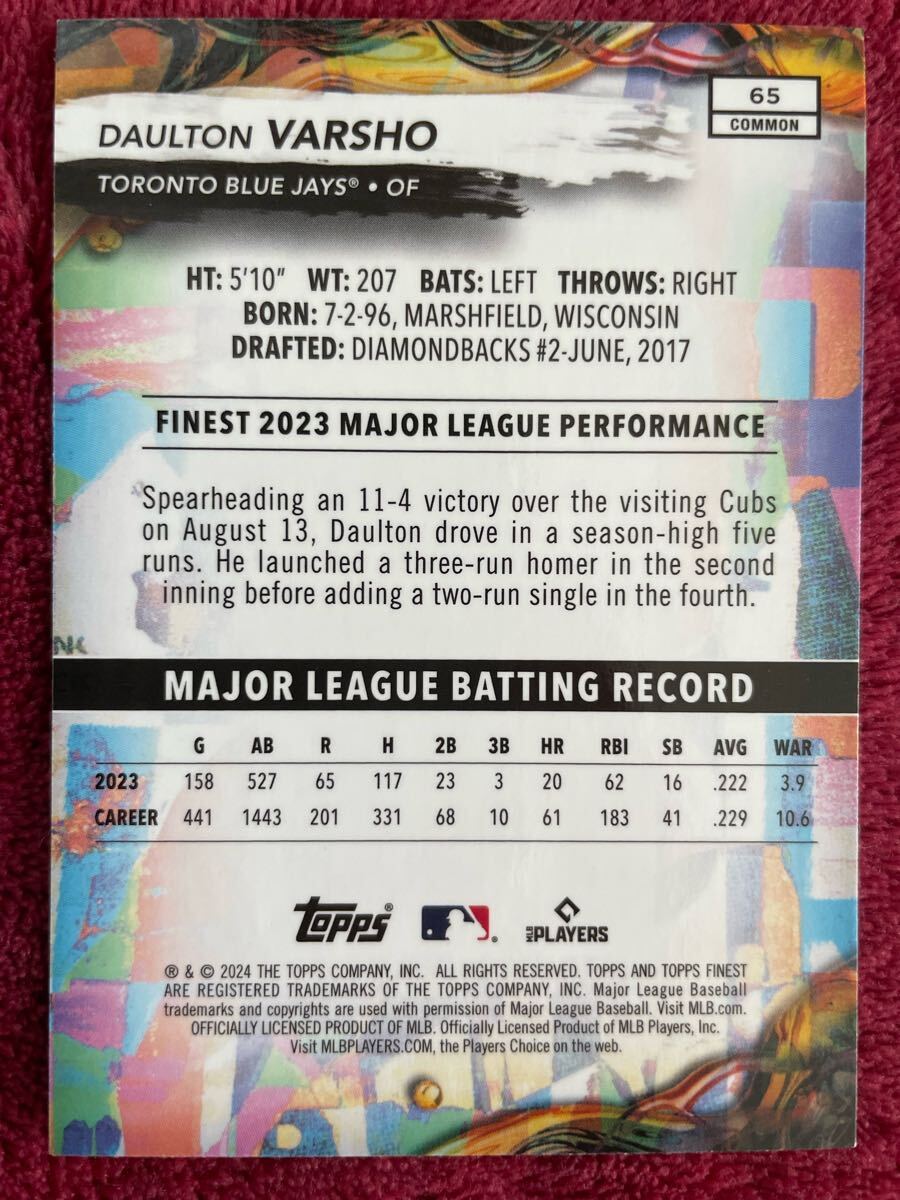 65
COMMON
DAULTON VARSHO
TORONTO BLUE JAYS® • OF
HT: 5'10" WT: 207 BATS: LEFT THROWS: RIGHT
BORN: 7-2-96, MARSHFIELD, WISCONSIN
DRAFTED: DIAMONDBACKS #2-JUNE, 2017
FINEST 2023 MAJOR LEAGUE PERFORMANCE
Spearheading an 11-4 victory over the visiting Cubs
on August 13, Daulton drove in a season-high five
runs. He launched a three-run homer in the second
inning before adding a two-run single in the fourth.
MAJOR LEAGUE BATTING RECORD
G AB R H 2B 3B HR RBI SB AVG WAR
2023 158 527 65 117 23 3 20 62 16 .222 3.9
CAREER 441 1443 201 331 68 10 61 183 41 .229 10.6
Topps® MLB PLAYERS
® & © 2024 THE TOPPS COMPANY, INC. ALL RIGHTS RESERVED. TOPPS AND TOPPS FINEST
ARE REGISTERED TRADEMARKS OF THE TOPPS COMPANY, INC. Major League Baseball
trademarks and copyrights are used with permission of Major League Baseball. Visit MLB.com.
OFFICIALLY LICENSED PRODUCT OF MLB. Officially Licensed Product of MLB Players, Inc.
Visit MLBPLAYERS.COM, the Players Choice on the web.